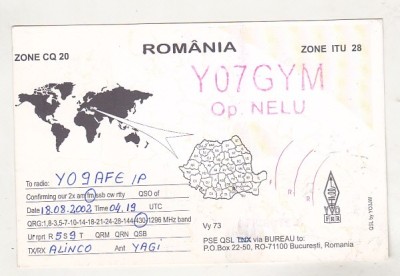 ZONE CQ 20
ROMÂNIA
ZONE ITU 28
YO7GYM
Op. NELU
To radio: YO9AFE /P
Confirming our 2x am fm ssb cw rtty QSO of
Date 18.08.2002 Time 04.19 UTC
QRG:1,8-3,5-7-10-14-18-21-24-28-144-430-1296 MHz band
Ur rprt R 5 S 9 T QRM QRN QSB
TX/RX ALINCO Ant YAGI
Vy 73
PSE QSL TNX via BUREAU to:
P.O.Box 22-50, RO-71100 Bucureşti, Romania